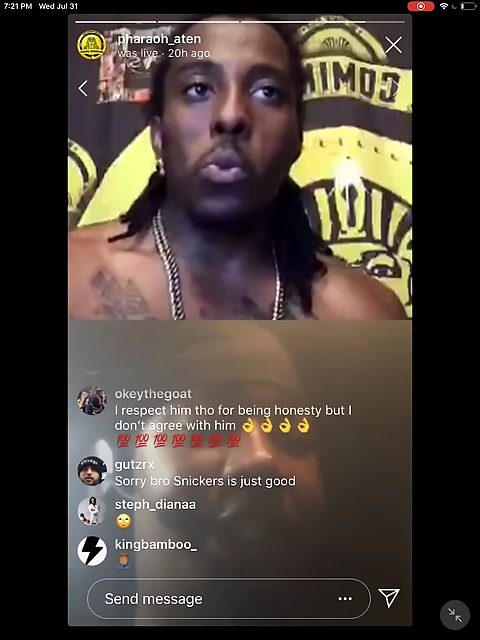 7:21 PM Wed Jul 31
pharaoh_aten
was live · 20h ago
okeythegoat
I respect him tho for being honesty but I
don't agree with him 👌👌👌👌
💯💯💯💯💯💯💯
gutzrx
Sorry bro Snickers is just good
steph_dianaa
🙄
kingbamboo_
🤦🏾‍♂️
Send message